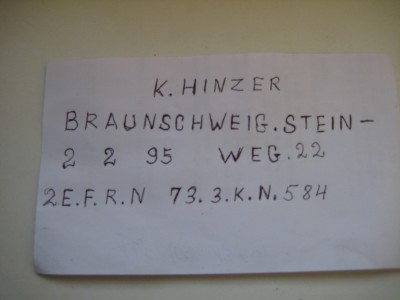 K. HINZER
BRAUNSCHWEIG. STEIN-
2 2 95 WEG. 22
2E.F.R.N 73.3.K.N.584